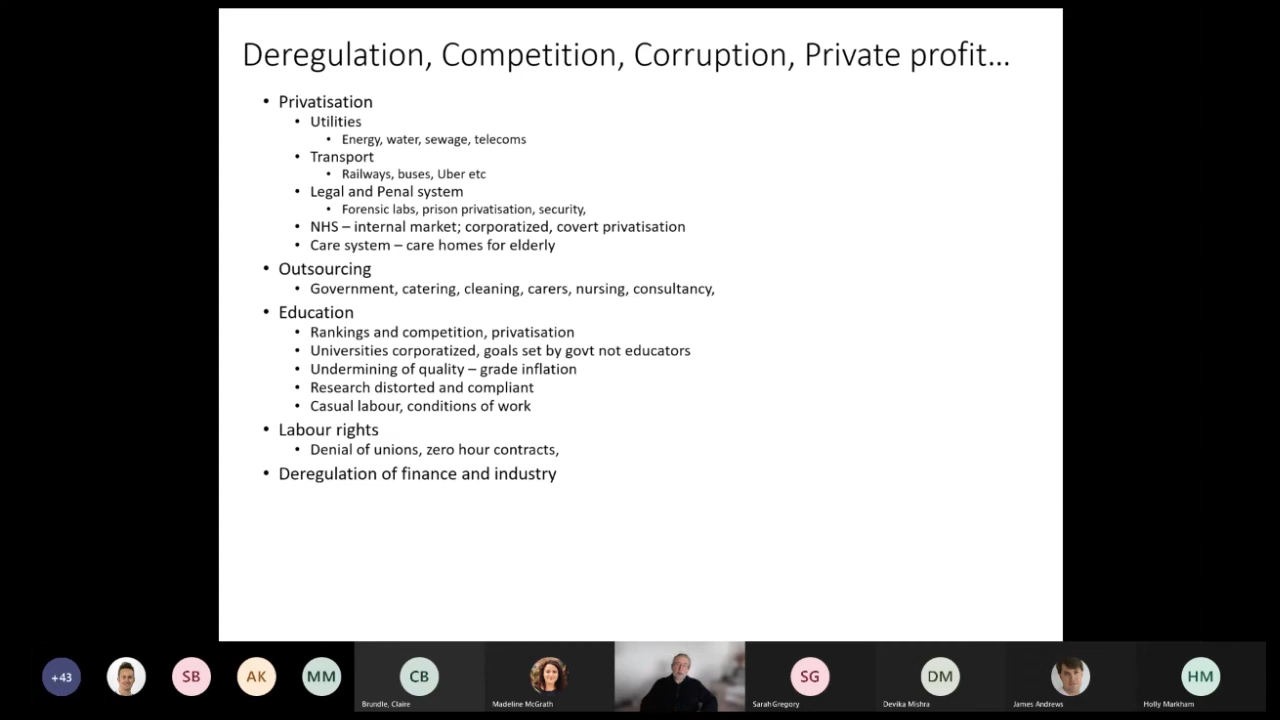 Deregulation, Competition, Corruption, Private profit...
• Privatisation
• Utilities
• Energy, water, sewage, telecoms
• Transport
• Railways, buses, Uber etc
• Legal and Penal system
• Forensic labs, prison privatisation, security,
• NHS – internal market; corporatized, covert privatisation
• Care system – care homes for elderly
• Outsourcing
• Government, catering, cleaning, carers, nursing, consultancy,
• Education
• Rankings and competition, privatisation
• Universities corporatized, goals set by govt not educators
• Undermining of quality – grade inflation
• Research distorted and compliant
• Casual labour, conditions of work
• Labour rights
• Denial of unions, zero hour contracts,
• Deregulation of finance and industry
+43
SB
AK
MM
CB
Brundle, Claire
Madeline McGrath
SG
Sarah Gregory
DM
Devika Mishra
James Andrews
HM
Holly Markham